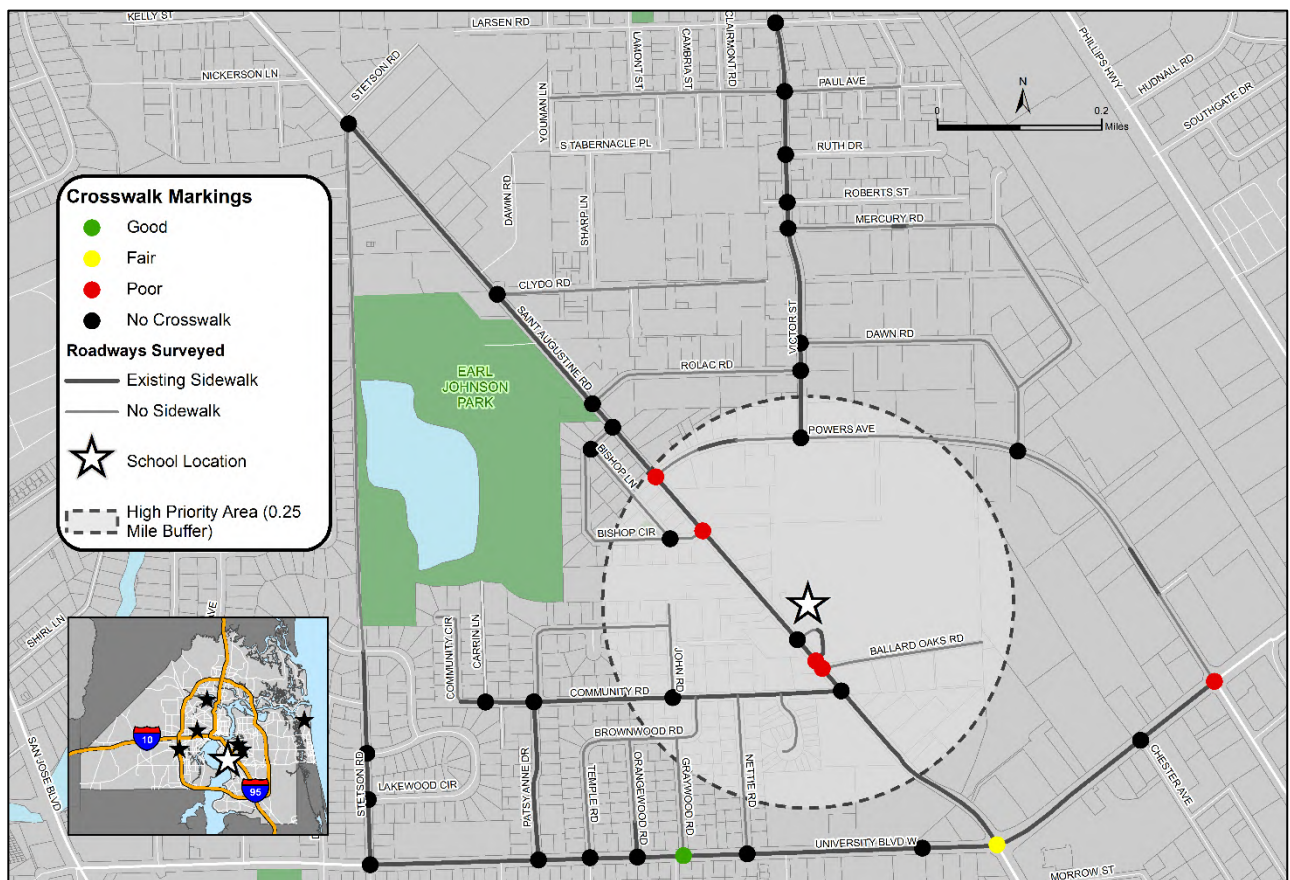 KELLY ST
LARSEN RD
LAMONT ST
CAMBRIA ST
CLAIRMONT RD
PHILLIPS HWY
HUDNALL RD
SOUTHGATE DR
NICKERSON LN
STETSON RD
YOUMAN LN
PAUL AVE
N
0
0.2
Miles
S TABERNACLE PL
RUTH DR
DAWIN RD
SHARP LN
ROBERTS ST
MERCURY RD
Crosswalk Markings
Good
Fair
Poor
No Crosswalk
Roadways Surveyed
Existing Sidewalk
No Sidewalk
School Location
High Priority Area (0.25
Mile Buffer)
CLYDO RD
SAINT AUGUSTINE RD
VICTOR ST
DAWN RD
EARL
JOHNSON
PARK
ROLAC RD
POWERS AVE
BISHOP LN
BISHOP CIR
SHIRL LN
AVE
COMMUNITY CIR
CARRIN LN
JOHN RD
BALLARD OAKS RD
COMMUNITY RD
BROWNWOOD RD
10
95
SAN JOSE BLVD
STETSON RD
LAKEWOOD CIR
PATSY ANNE DR
TEMPLE RD
ORANGEWOOD RD
GRAYWOOD RD
NETTIE RD
CHESTER AVE
UNIVERSITY BLVD W
MORROW ST